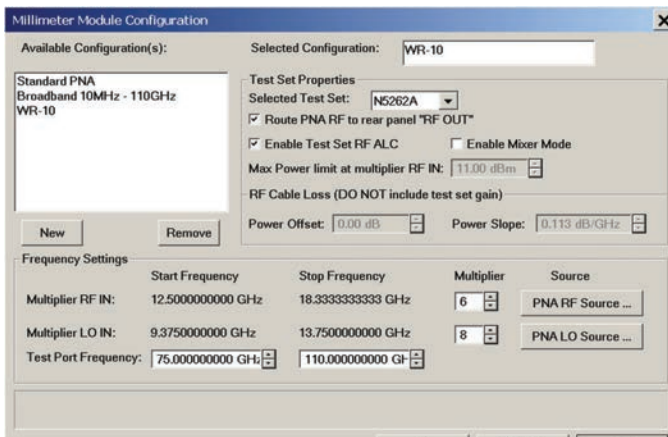 Millimeter Module Configuration
Available Configuration(s):
Selected Configuration: WR-10
Standard PNA
Broadband 10MHz - 110GHz
WR-10
Test Set Properties
Selected Test Set: N5262A
Route PNA RF to rear panel "RF OUT"
Enable Test Set RF ALC Enable Mixer Mode
Max Power limit at multiplier RF IN: 11.00 dBm
RF Cable Loss (DO NOT include test set gain)
Power Offset: 0.00 dB Power Slope: 0.113 dB/GHz
New Remove
Frequency Settings
Start Frequency Stop Frequency Multiplier Source
Multiplier RF IN: 12.5000000000 GHz 18.3333333333 GHz 6 PNA RF Source ...
Multiplier LO IN: 9.3750000000 GHz 13.7500000000 GHz 8 PNA LO Source ...
Test Port Frequency: 75.000000000 GHz 110.000000000 GH